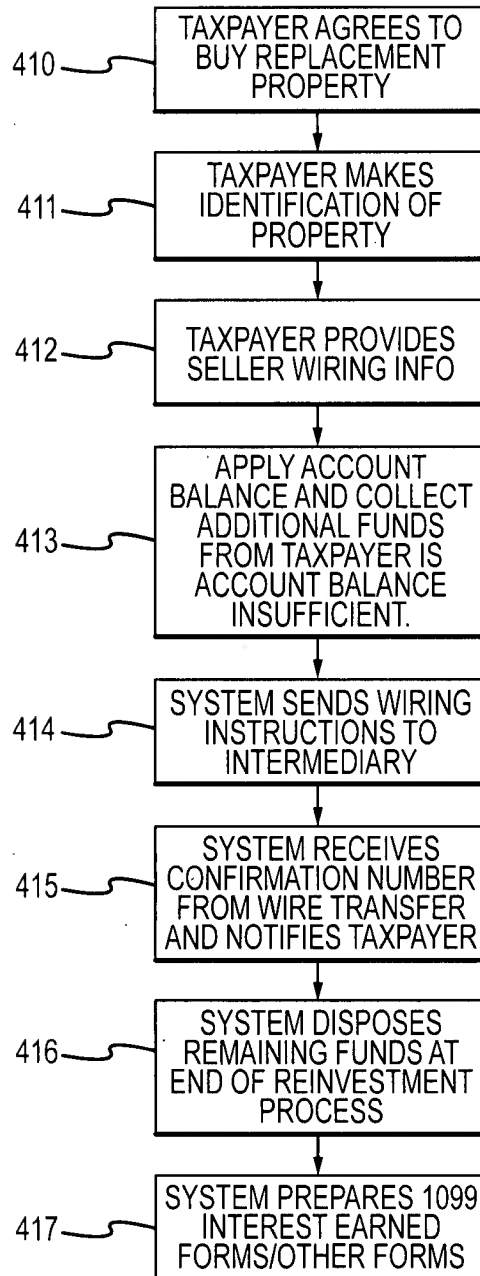 410
TAXPAYER AGREES TO
BUY REPLACEMENT
PROPERTY
411
TAXPAYER MAKES
IDENTIFICATION OF
PROPERTY
412
TAXPAYER PROVIDES
SELLER WIRING INFO
413
APPLY ACCOUNT
BALANCE AND COLLECT
ADDITIONAL FUNDS
FROM TAXPAYER IS
ACCOUNT BALANCE
INSUFFICIENT.
414
SYSTEM SENDS WIRING
INSTRUCTIONS TO
INTERMEDIARY
415
SYSTEM RECEIVES
CONFIRMATION NUMBER
FROM WIRE TRANSFER
AND NOTIFIES TAXPAYER
416
SYSTEM DISPOSES
REMAINING FUNDS AT
END OF REINVESTMENT
PROCESS
417
SYSTEM PREPARES 1099
INTEREST EARNED
FORMS/OTHER FORMS